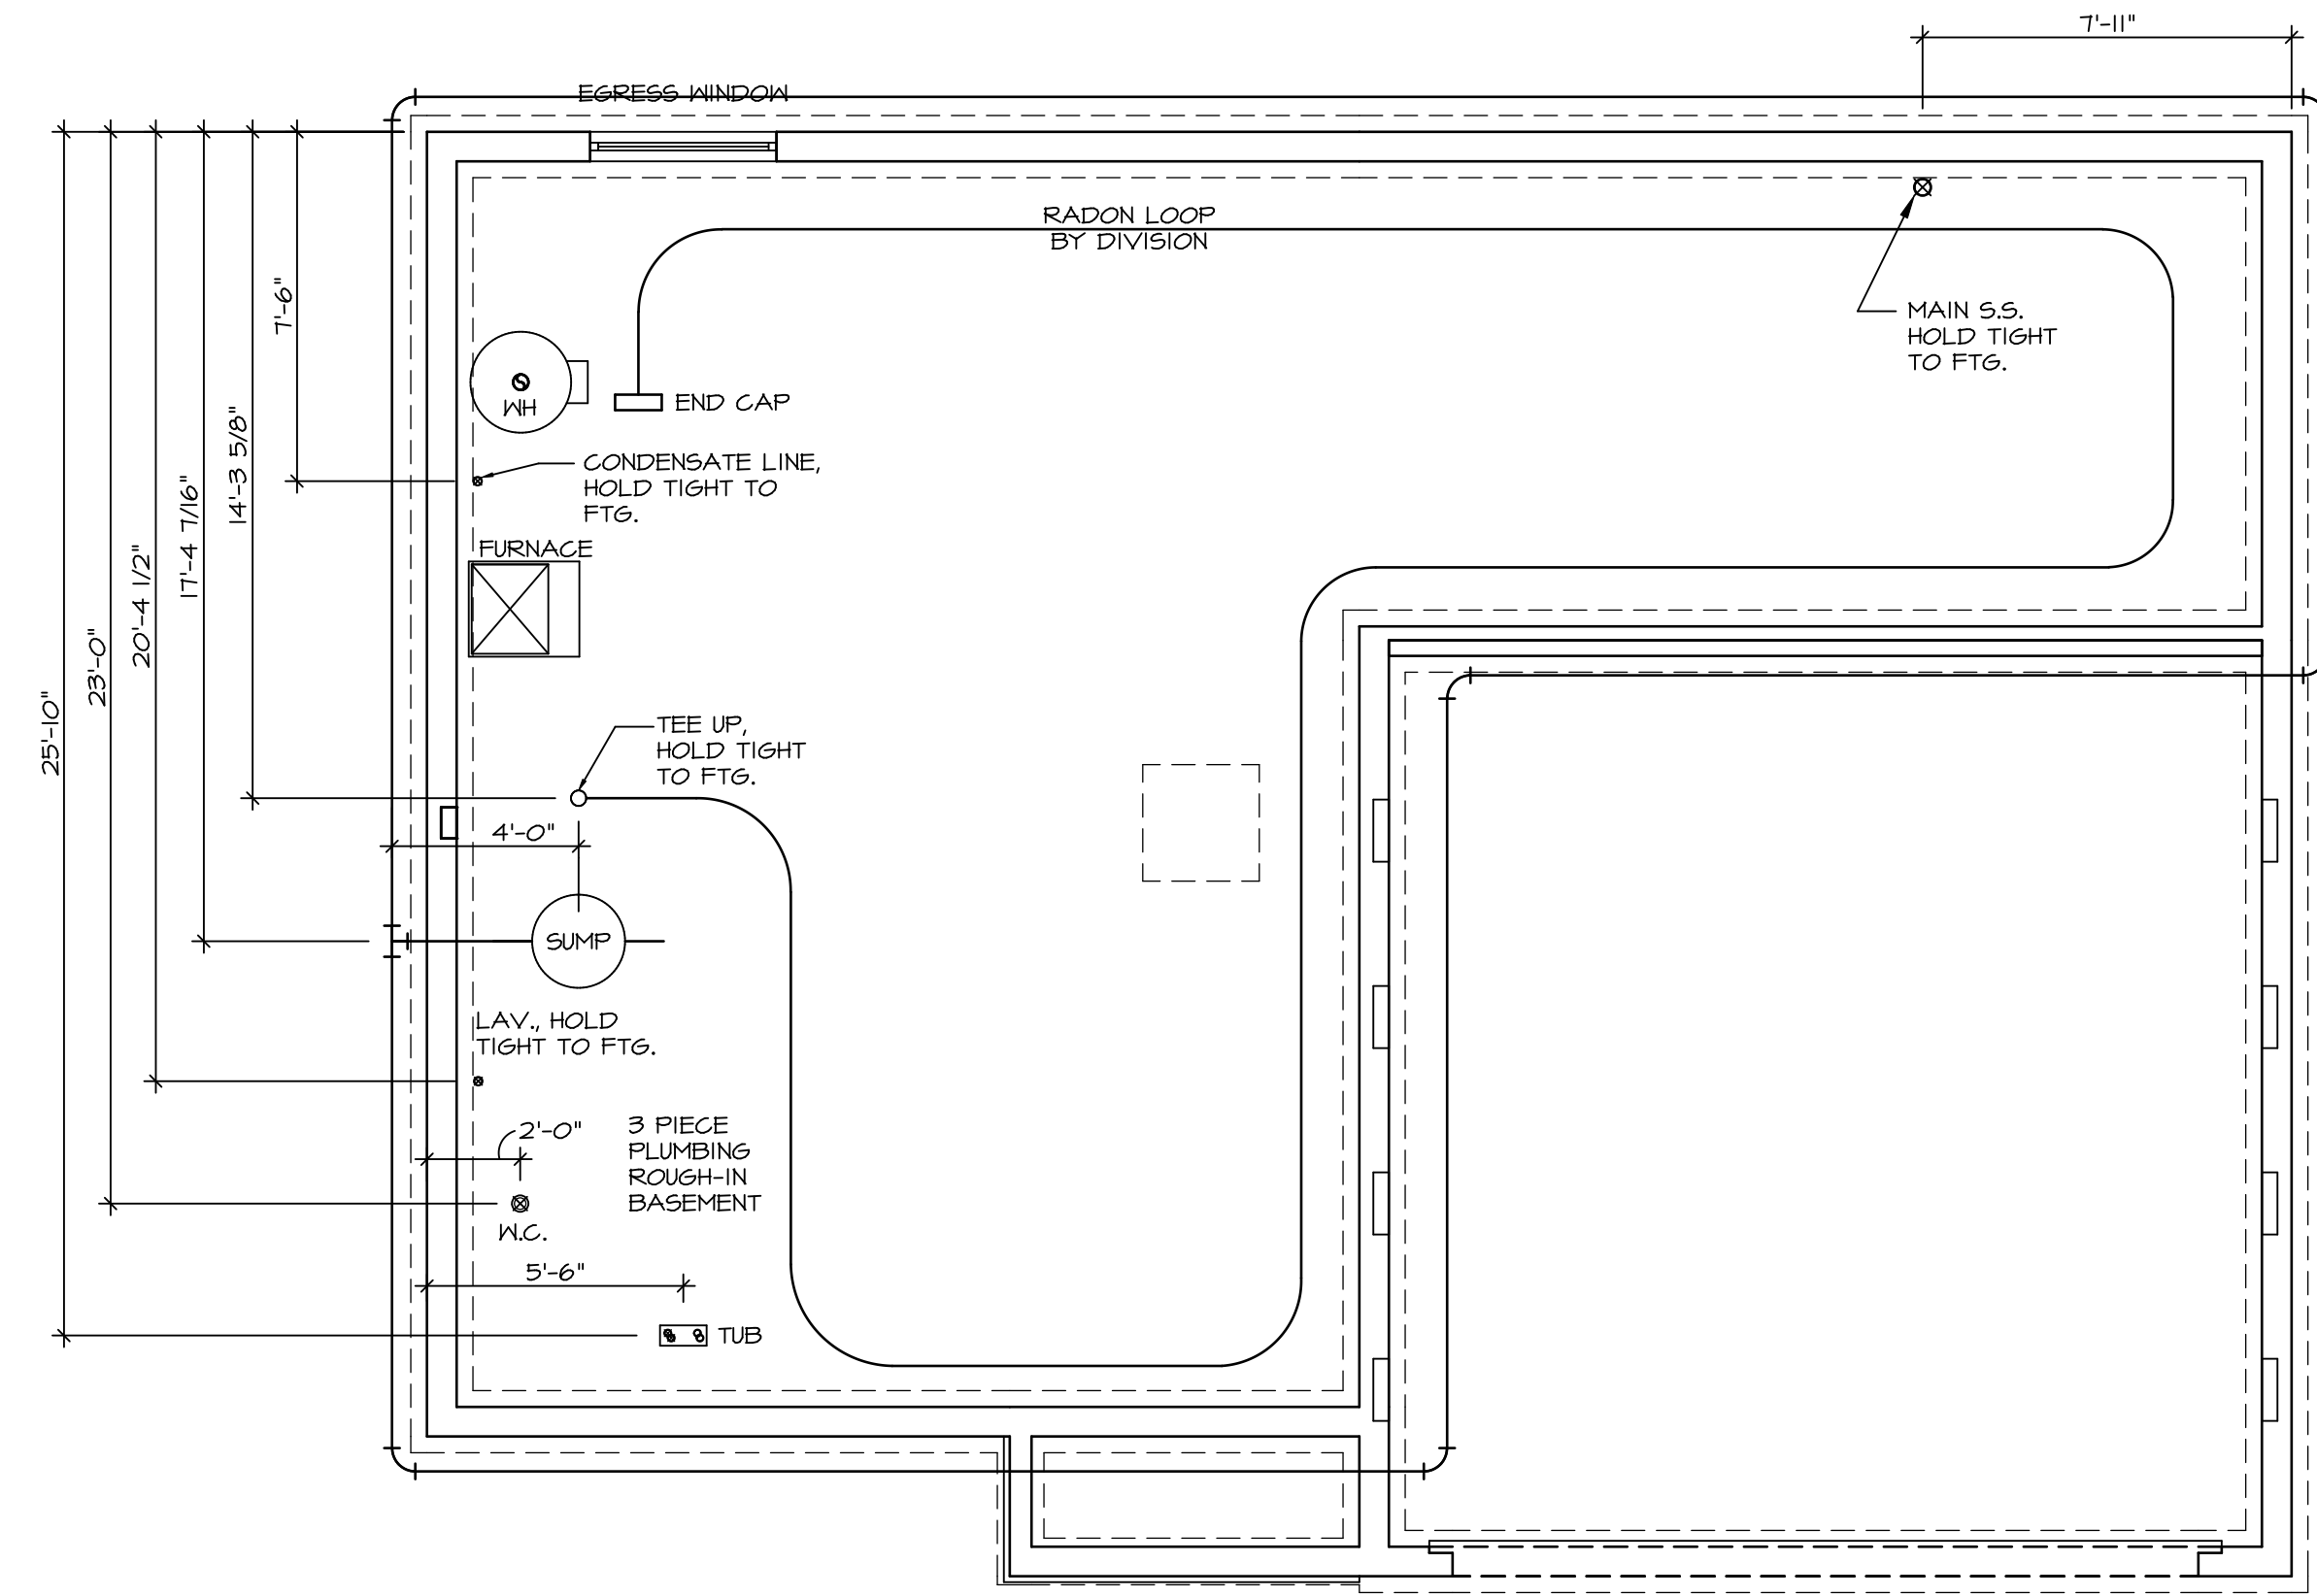 7'-11"
EGRESS WINDOW
RADON LOOP
BY DIVISION
7'-6"
MAIN S.S.
HOLD TIGHT
TO FTG.
WH
END CAP
14'-3 5/8"
CONDENSATE LINE,
HOLD TIGHT TO
FTG.
17'-4 7/16"
FURNACE
20'-4 1/2"
23'-0"
25'-10"
TEE UP,
HOLD TIGHT
TO FTG.
4'-0"
SUMP
LAV., HOLD
TIGHT TO FTG.
2'-0"
3 PIECE
PLUMBING
ROUGH-IN
BASEMENT
W.C.
5'-6"
TUB